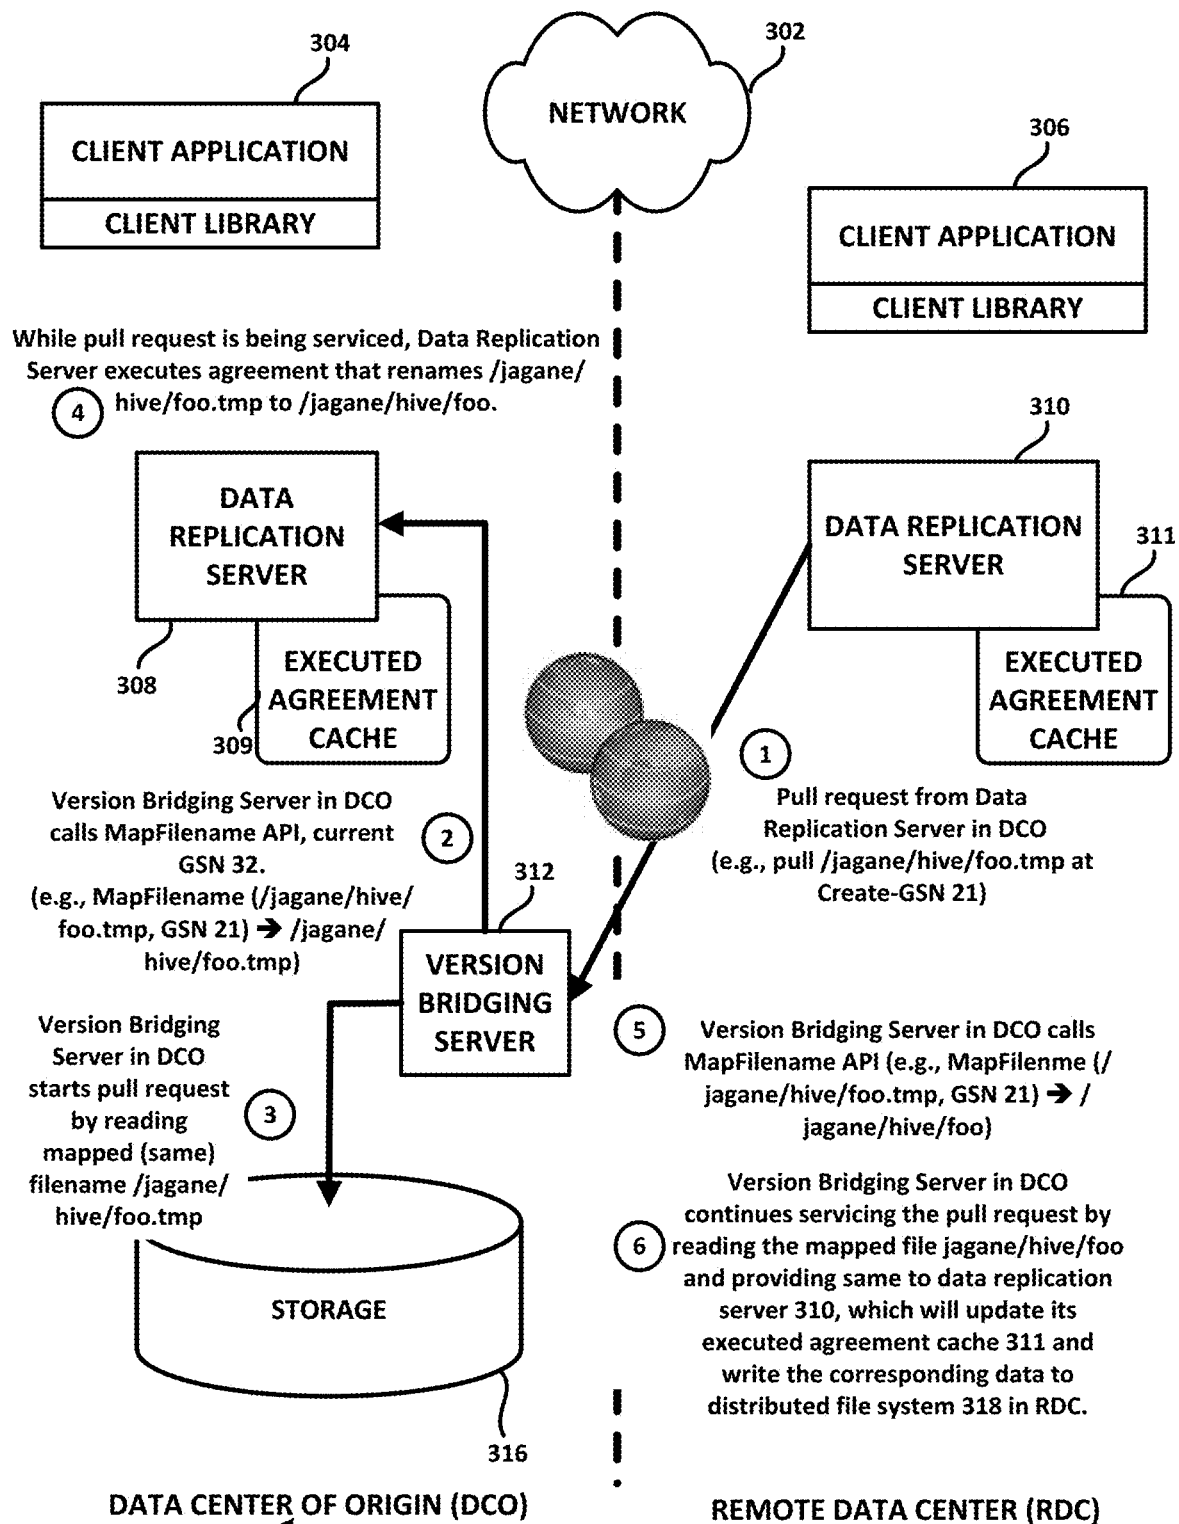 302
NETWORK
304
CLIENT APPLICATION
CLIENT LIBRARY
306
CLIENT APPLICATION
CLIENT LIBRARY
While pull request is being serviced, Data Replication
Server executes agreement that renames /jagane/
hive/foo.tmp to /jagane/hive/foo.
4
DATA
REPLICATION
SERVER
308
EXECUTED
AGREEMENT
CACHE
309
310
DATA REPLICATION
SERVER
311
EXECUTED
AGREEMENT
CACHE
1
Pull request from Data
Replication Server in DCO
(e.g., pull /jagane/hive/foo.tmp at
Create-GSN 21)
Version Bridging Server in DCO
calls MapFilename API, current
GSN 32.
(e.g., MapFilename (/jagane/hive/
foo.tmp, GSN 21) ➔ /jagane/
hive/foo.tmp)
2
312
VERSION
BRIDGING
SERVER
Version Bridging
Server in DCO
starts pull request
by reading
mapped (same)
filename /jagane/
hive/foo.tmp
3
STORAGE
316
5
Version Bridging Server in DCO calls
MapFilename API (e.g., MapFilenme (/
jagane/hive/foo.tmp, GSN 21) ➔ /
jagane/hive/foo)
6
Version Bridging Server in DCO
continues servicing the pull request by
reading the mapped file jagane/hive/foo
and providing same to data replication
server 310, which will update its
executed agreement cache 311 and
write the corresponding data to
distributed file system 318 in RDC.
DATA CENTER OF ORIGIN (DCO)
REMOTE DATA CENTER (RDC)